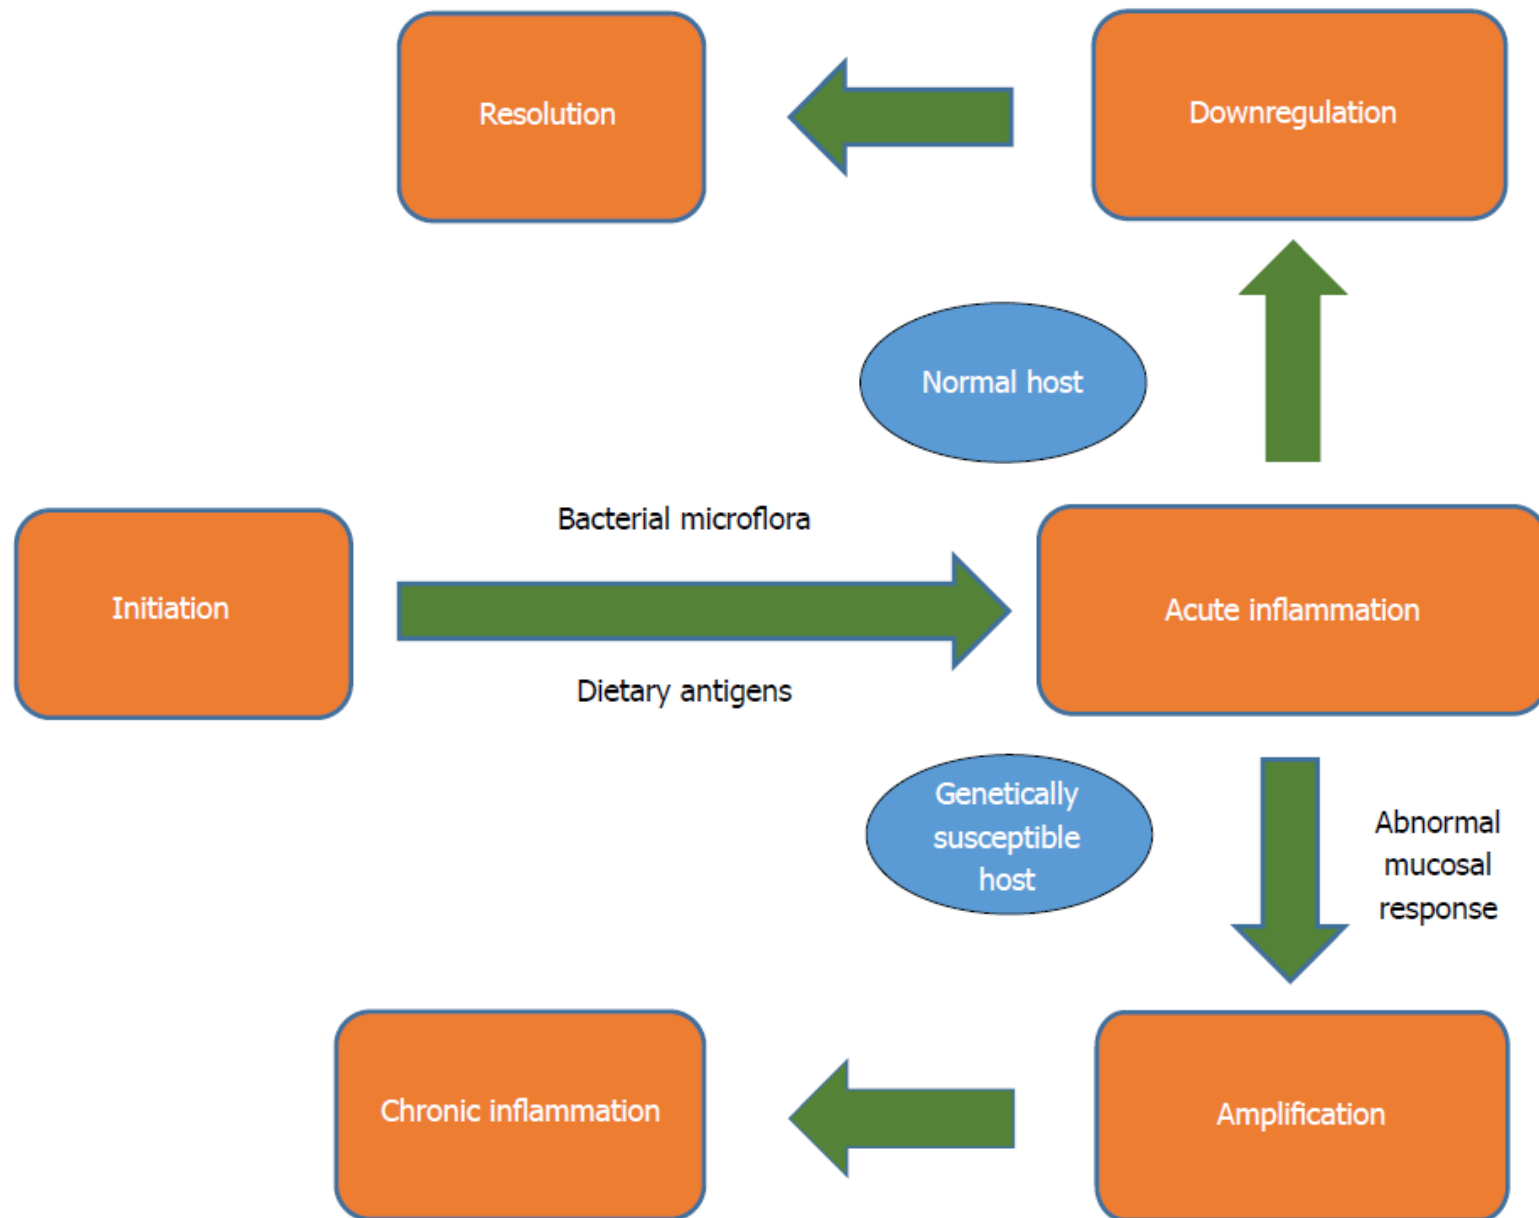 Resolution
Downregulation
Normal host
Bacterial microflora
Initiation
Acute inflammation
Dietary antigens
Genetically
susceptible
host
Abnormal
mucosal
response
Chronic inflammation
Amplification